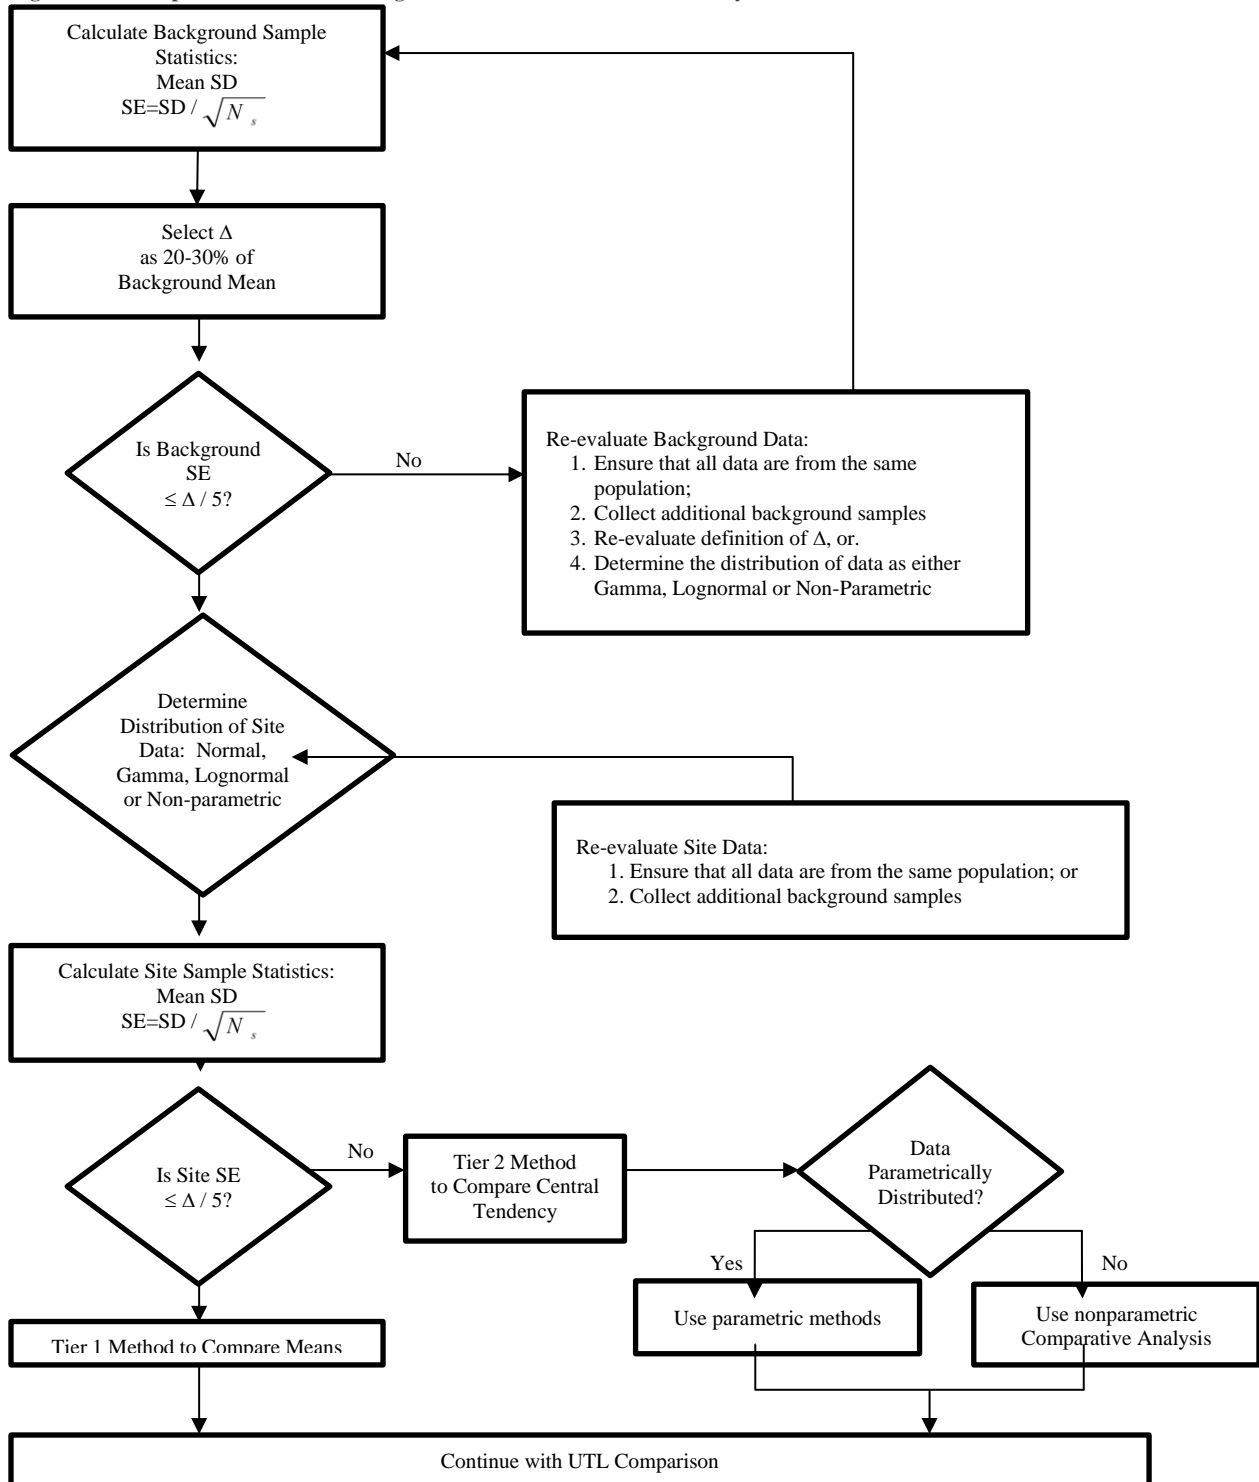 Calculate Background Sample
Statistics:
Mean SD
SE=SD / √N s
Select Δ
as 20-30% of
Background Mean
Is Background
SE
≤ Δ / 5?
No
Re-evaluate Background Data:
1. Ensure that all data are from the same
population;
2. Collect additional background samples
3. Re-evaluate definition of Δ, or.
4. Determine the distribution of data as either
Gamma, Lognormal or Non-Parametric
Determine
Distribution of Site
Data: Normal,
Gamma, Lognormal
or Non-parametric
Re-evaluate Site Data:
1. Ensure that all data are from the same population; or
2. Collect additional background samples
Calculate Site Sample Statistics:
Mean SD
SE=SD / √N s
Is Site SE
≤ Δ / 5?
No
Tier 2 Method
to Compare Central
Tendency
Data
Parametrically
Distributed?
Yes
No
Use parametric methods
Use nonparametric
Comparative Analysis
Tier 1 Method to Compare Means
Continue with UTL Comparison